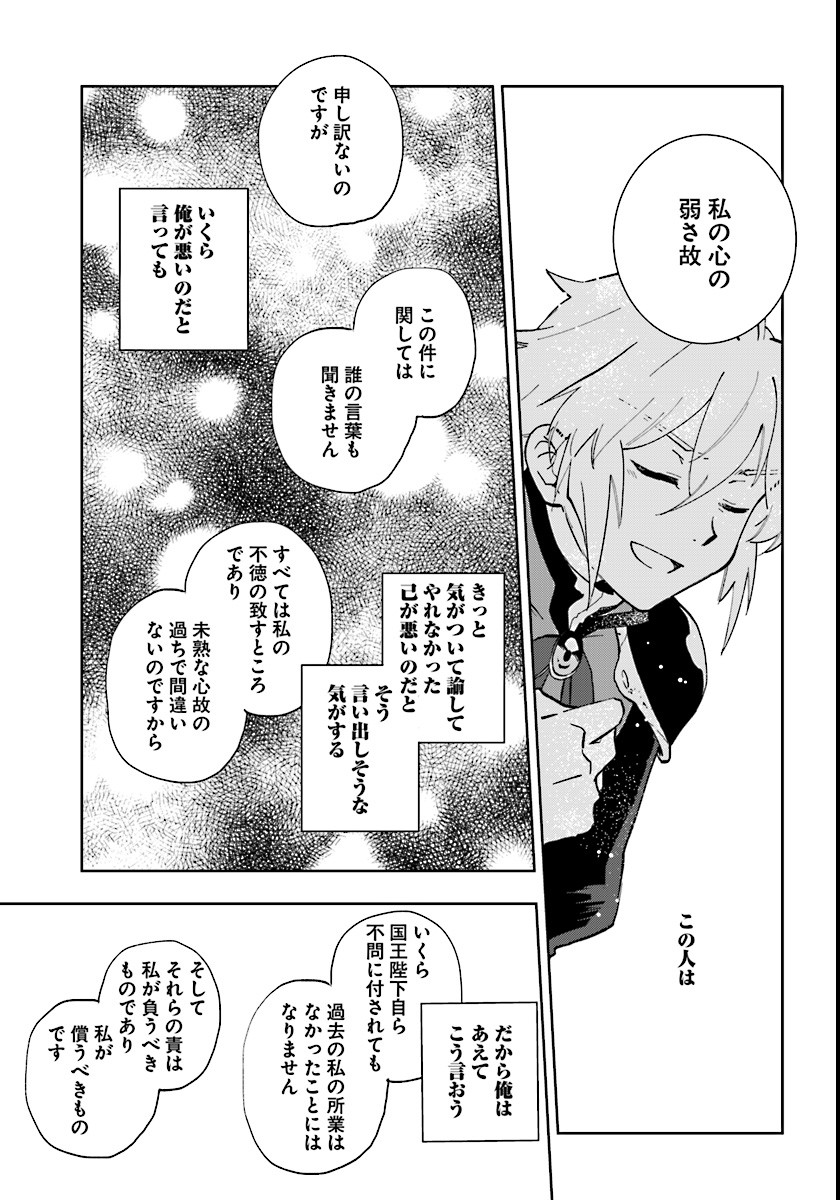 私の心の
弱さ故
この人は
申し訳ないの
ですが
いくら
俺が悪いのだと
言っても
この件に
関しては
誰の言葉も
聞きません
きっと
気がついて諭して
やれなかった
己が悪いのだと
そう
言い出しそうな
気がする
すべては私の
不徳の致すところ
であり
未熟な心故の
過ちで間違い
ないのですから
だから俺は
あえて
こう言おう
いくら
国王陛下自ら
不問に付されても
過去の私の所業は
なかったことには
なりません
そして
それらの責は
私が負うべき
ものであり
私が
償うべきもの
です